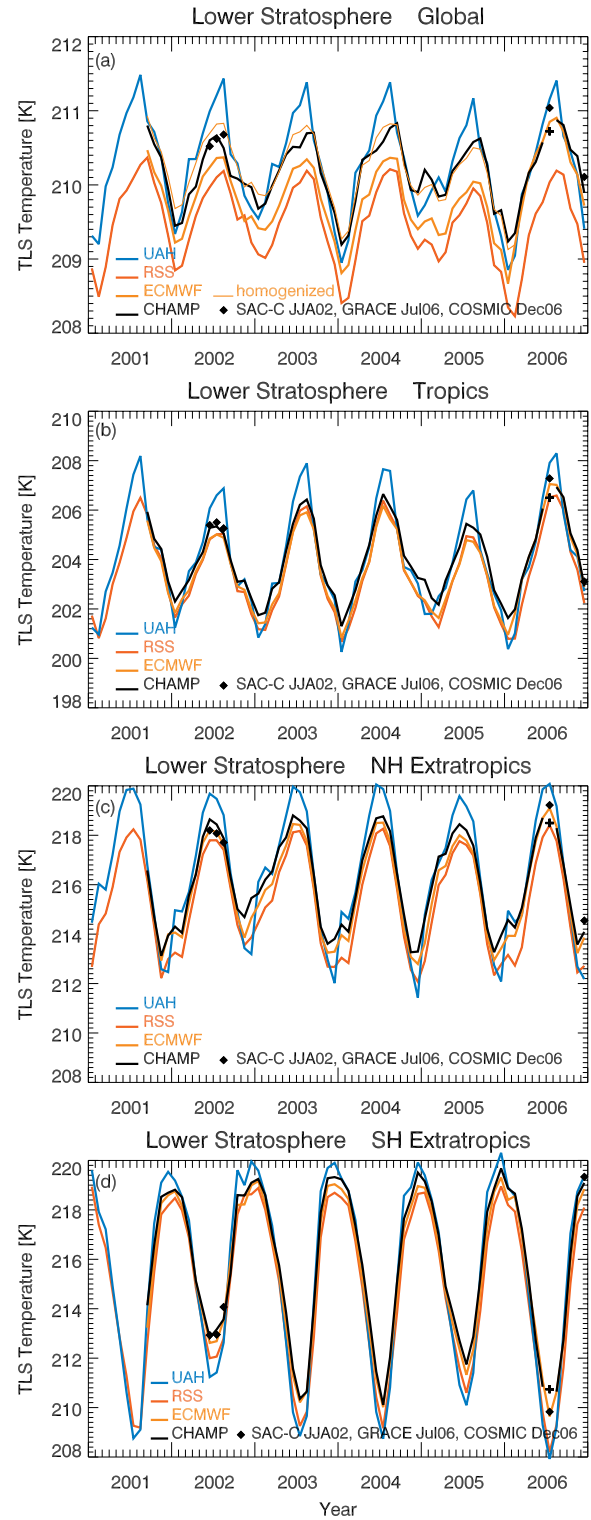 Lower Stratosphere Global
212
(a)
211
210
209
208
TLS Temperature [K]
UAH
RSS
ECMWF homogenized
CHAMP SAC-C JJA02, GRACE Jul06, COSMIC Dec06
2001 2002 2003 2004 2005 2006
Lower Stratosphere Tropics
210
(b)
208
206
204
202
200
198
TLS Temperature [K]
UAH
RSS
ECMWF
CHAMP SAC-C JJA02, GRACE Jul06, COSMIC Dec06
2001 2002 2003 2004 2005 2006
Lower Stratosphere NH Extratropics
220
(c)
218
216
214
212
210
208
TLS Temperature [K]
UAH
RSS
ECMWF
CHAMP SAC-C JJA02, GRACE Jul06, COSMIC Dec06
2001 2002 2003 2004 2005 2006
Lower Stratosphere SH Extratropics
220
(d)
218
216
214
212
210
208
TLS Temperature [K]
UAH
RSS
ECMWF
CHAMP SAC-C JJA02, GRACE Jul06, COSMIC Dec06
2001 2002 2003 2004 2005 2006
Year